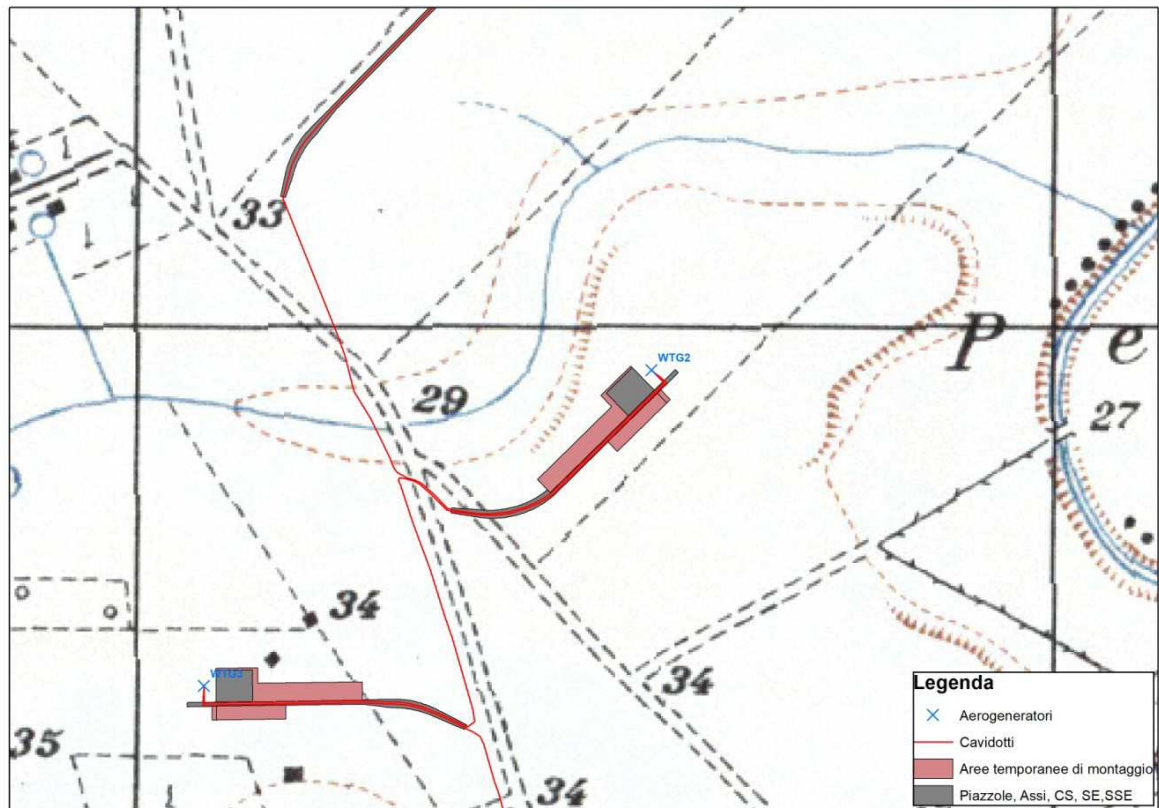 33
P e
WTG2
29
27
34
WTG3
34
35
34
Legenda
Aerogeneratori
Cavidotti
Aree temporanee di montaggio
Piazzole, Assi, CS, SE,SSE